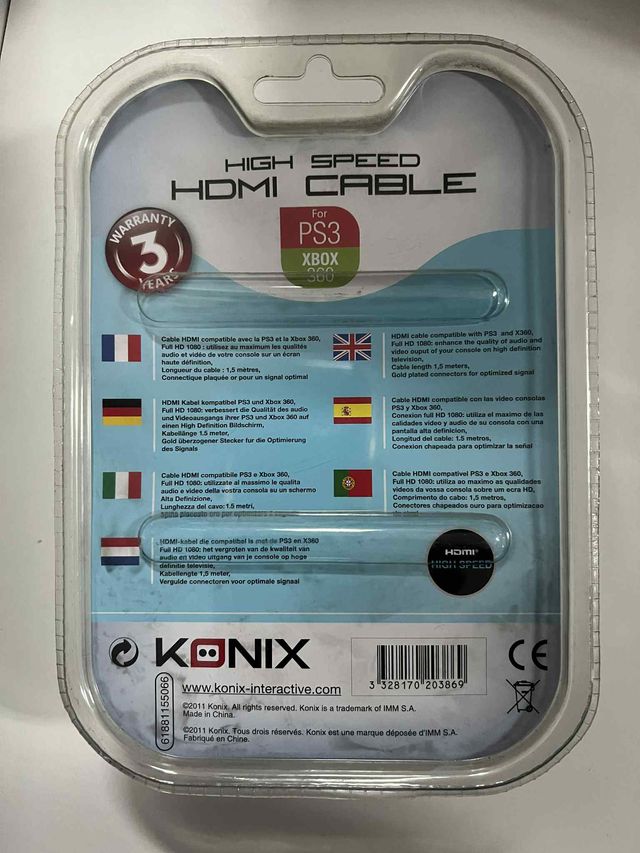 HIGH SPEED
HDMI CABLE
WARRANTY
3
YEARS
For
PS3
XBOX
360
Cable HDMI compatible avec la PS3 et la Xbox 360,
Full HD 1080 : utilisez au maximum les qualités
audio et vidéo de votre console sur un écran
haute définition,
Longueur du cable : 1,5 mètres,
Connectique plaquée or pour un signal optimal
HDMI cable compatible with PS3 and X360,
Full HD 1080: enhance the quality of audio and
video ouput of your console on high definition
television,
Cable length 1,5 meters,
Gold plated connectors for optimized signal
HDMI Kabel kompatibel PS3 und Xbox 360,
Full HD 1080: verbessert die Qualität des audio
und Videoausgangs ihrer PS3 und Xbox 360 auf
einen High Definition Bildschirm,
Kabellänge 1.5 meter,
Gold überzogener Stecker fur die Optimierung
des Signals
Cable HDMI compatible con las video consolas
PS3 y Xbox 360,
Conexion full HD 1080: utiliza el maximo de las
calidades video y audio de su consola con una
pantalla alta definicion,
Longitud del cable: 1.5 metros,
Conexion chapeada para optimizar la señal
Cable HDMI compatibile PS3 e Xbox 360,
Full HD 1080: utilizzate al massimo le qualita
audio e video della vostra consola su un schermo
Alta Definizione,
Lunghezza del cavo: 1.5 metri,
spina placcato oro per optimizzare il
Cable HDMI compativel PS3 e Xbox 360,
Full HD 1080: utiliza ao maximo as qualidades
videos da vossa consola sobre um ecra HD,
Comprimento do cabo: 1,5 metros,
Conectores chapeados ouro para optimizacao
HDMI-kabel die compatibal is met de PS3 en X360
Full HD 1080: het vergroten van de kwaliteit van
audio en video uitgang van je console op hoge
definitie televisie,
Kabellengte 1,5 meter,
Vergulde connectoren voor optimale signaal
HDMI®
HIGH SPEED
KONIX
www.konix-interactive.com
3 328170 203869
CE
61881155066
©2011 Konix. All rights reserved. Konix is a trademark of IMM S.A.
Made in China.
©2011 Konix. Tous droits réservés. Konix est une marque déposée d'IMM S.A.
Fabriqué en Chine.